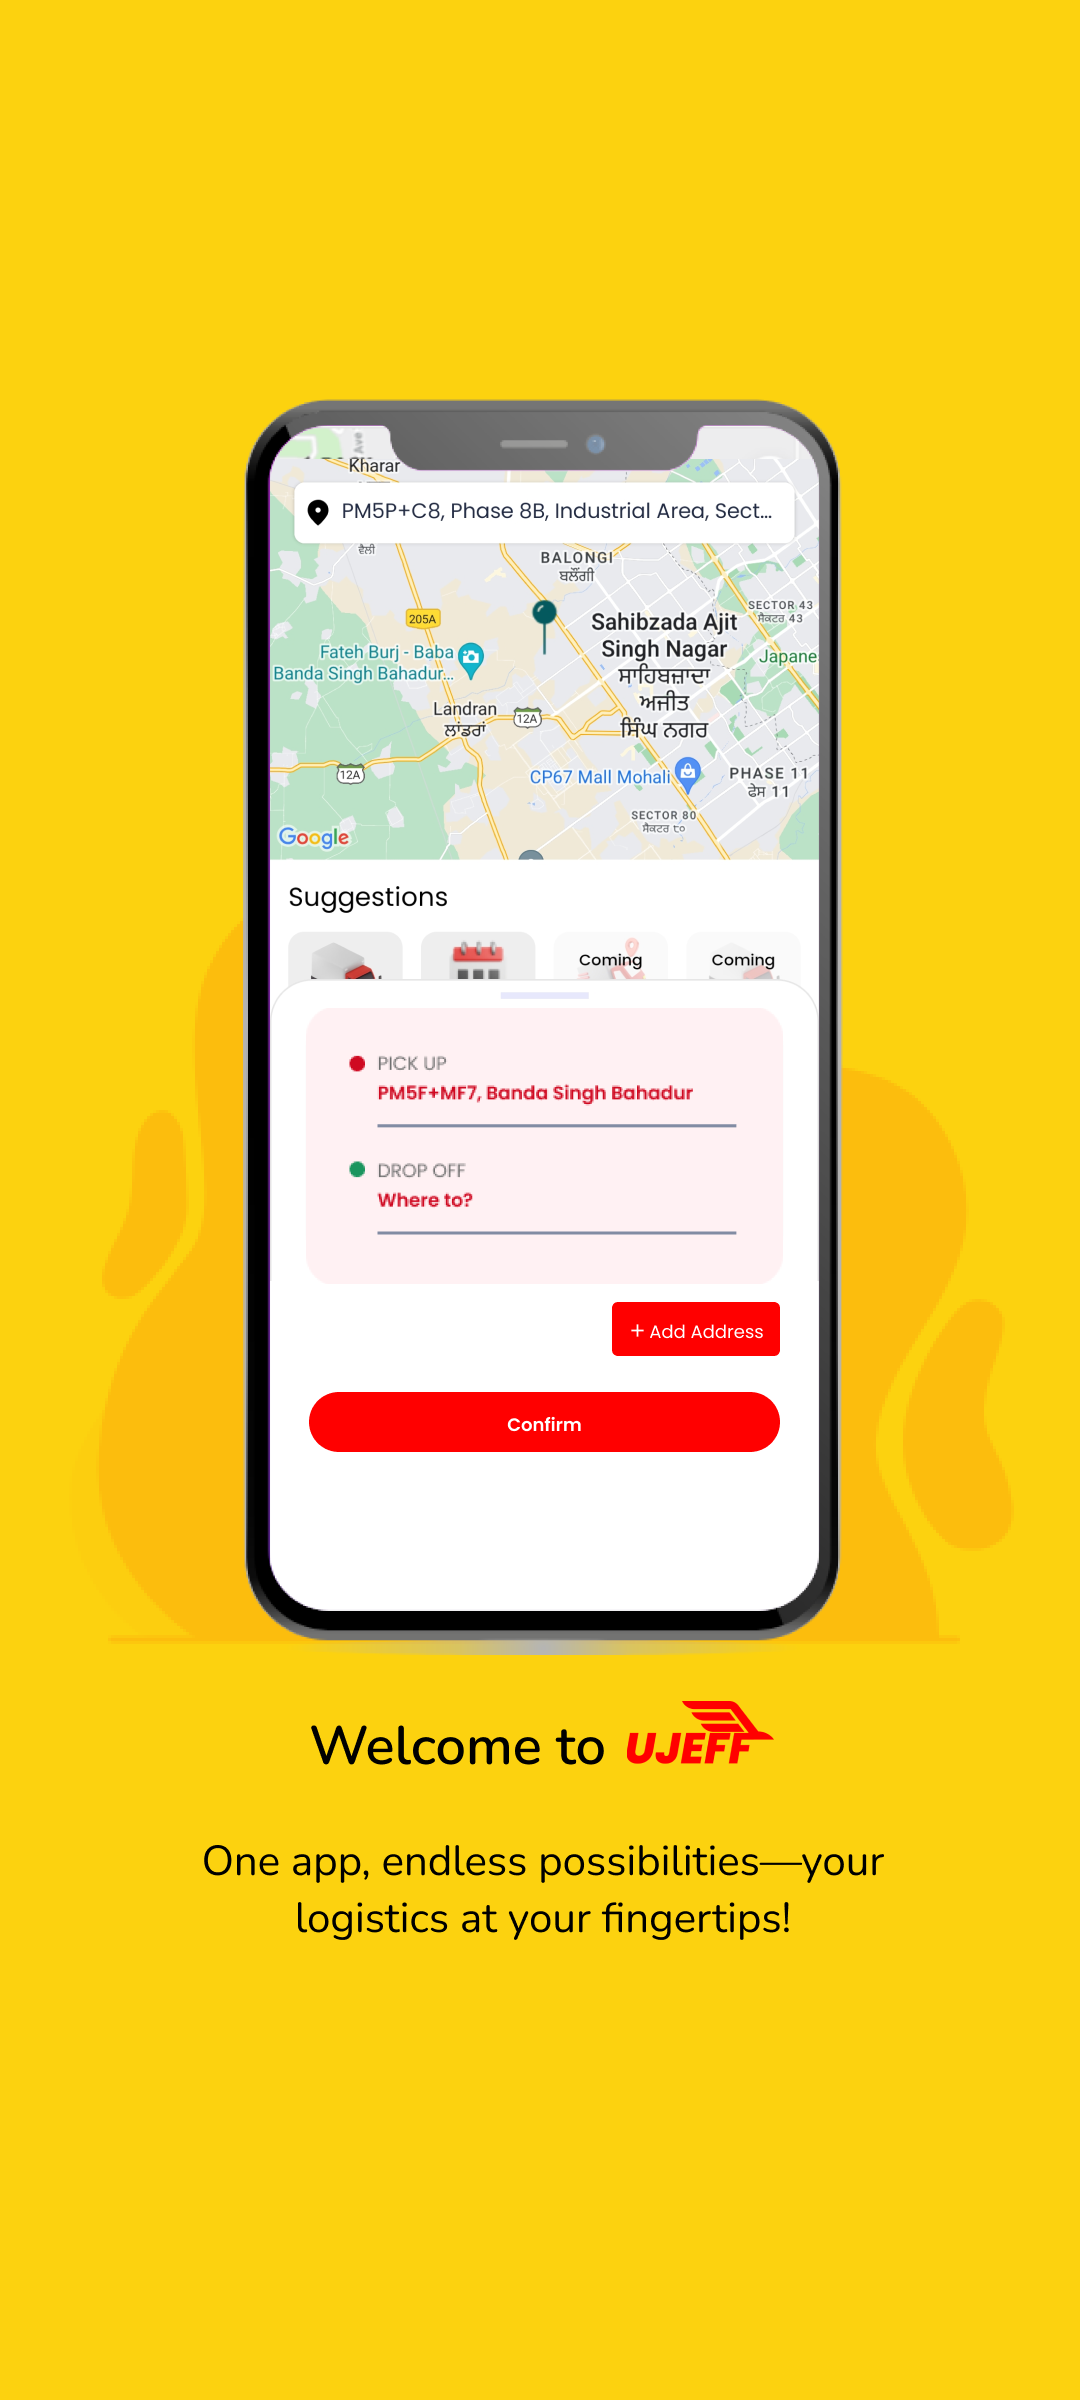 Ave
Kharar
PM5P+C8, Phase 8B, Industrial Area, Sect...
ਵੈਲੀ
BALONGI
ਬਲੌਂਗੀ
SECTOR 43
ਸੈਕਟਰ 43
205A
Sahibzada Ajit
Singh Nagar
ਸਾਹਿਬਜ਼ਾਦਾ
ਅਜੀਤ
ਸਿੰਘ ਨਗਰ
Fateh Burj - Baba
Banda Singh Bahadur...
Japane
Landran
ਲਾਂਡਰਾਂ
12A
12A
CP67 Mall Mohali
PHASE 11
ਫੇਸ 11
SECTOR 80
ਸੈਕਟਰ ੮੦
Google
Suggestions
Coming
Coming
PICK UP
PM5F+MF7, Banda Singh Bahadur
DROP OFF
Where to?
+ Add Address
Confirm
Welcome to UJEFF
One app, endless possibilities—your
logistics at your fingertips!